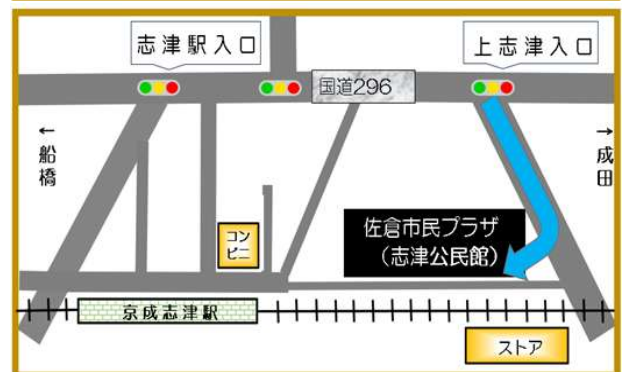 志津駅入口
上志津入口
国道296
← 船橋
→ 成田
コン
ビニ
佐倉市民プラザ
（志津公民館）
京成志津駅
ストア